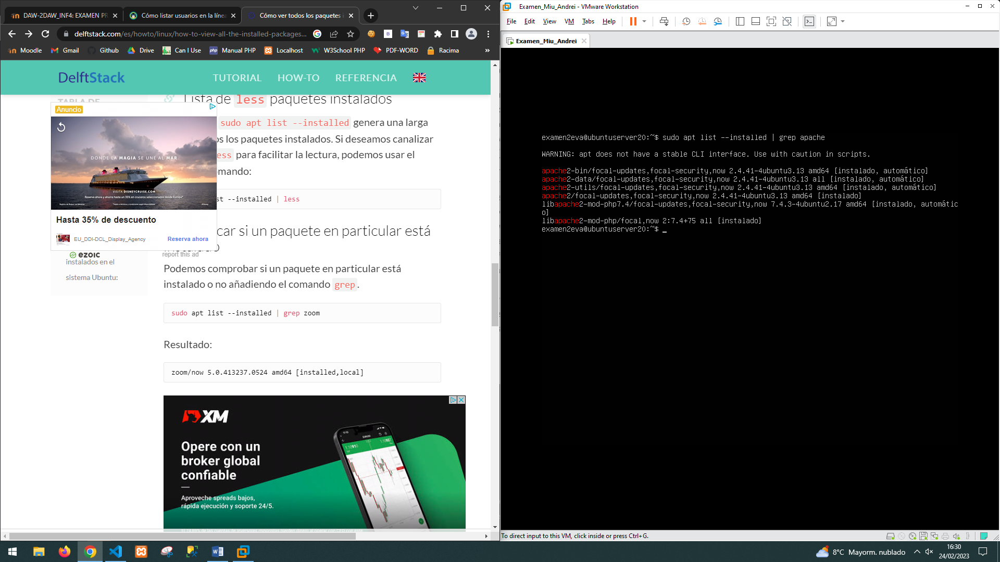 DAW-2DAW_INF4: EXAMEN PR
Cómo listar usuarios en la línea
Cómo ver todos los paquetes i
delftstack.com/es/howto/linux/how-to-view-all-the-installed-packages...
Moodle
Gmail
Github
Drive
Can I Use
Manual PHP
Localhost
W3School PHP
PDF-WORD
Racima
»
DelftStack
TUTORIAL
HOW-TO
REFERENCIA
TABLA DE
Lista de less paquetes instalados
Anuncio
sudo apt list --installed genera una larga
os los paquetes instalados. Si deseamos canalizar
ess para facilitar la lectura, podemos usar el
omando:
DONDE LA MAGIA SE UNE AL MAR
VISITA DISNEYCRUISE.COM
Reserva ahora y ahorra hasta un 35% en cruceros seleccionados desde Europa*
st --installed | less
Hasta 35% de descuento
EU_DDI-DCL_Display_Agency
Reserva ahora
car si un paquete en particular está
ezoic
report this ad
instalados en el
sistema Ubuntu:
Podemos comprobar si un paquete en particular está
instalado o no añadiendo el comando grep.
sudo apt list --installed | grep zoom
Resultado:
zoom/now 5.0.413237.0524 amd64 [installed,local]
XM
Opere con un
broker global
confiable
Aproveche spreads bajos,
rápida ejecución y soporte 24/5.
Examen_Miu_Andrei - VMware Workstation
File
Edit
View
VM
Tabs
Help
Examen_Miu_Andrei
examen2eva@ubuntuserver20:~$ sudo apt list --installed | grep apache
WARNING: apt does not have a stable CLI interface. Use with caution in scripts.
apache2-bin/focal-updates,focal-security,now 2.4.41-4ubuntu3.13 amd64 [instalado, automático]
apache2-data/focal-updates,focal-security,now 2.4.41-4ubuntu3.13 all [instalado, automático]
apache2-utils/focal-updates,focal-security,now 2.4.41-4ubuntu3.13 amd64 [instalado, automático]
apache2/focal-updates,focal-security,now 2.4.41-4ubuntu3.13 amd64 [instalado]
libapache2-mod-php7.4/focal-updates,focal-security,now 7.4.3-4ubuntu2.17 amd64 [instalado, automátic
o]
libapache2-mod-php/focal,now 2:7.4+75 all [instalado]
examen2eva@ubuntuserver20:~$ _
To direct input to this VM, click inside or press Ctrl+G.
8°C Mayorm. nublado
16:30
24/02/2023